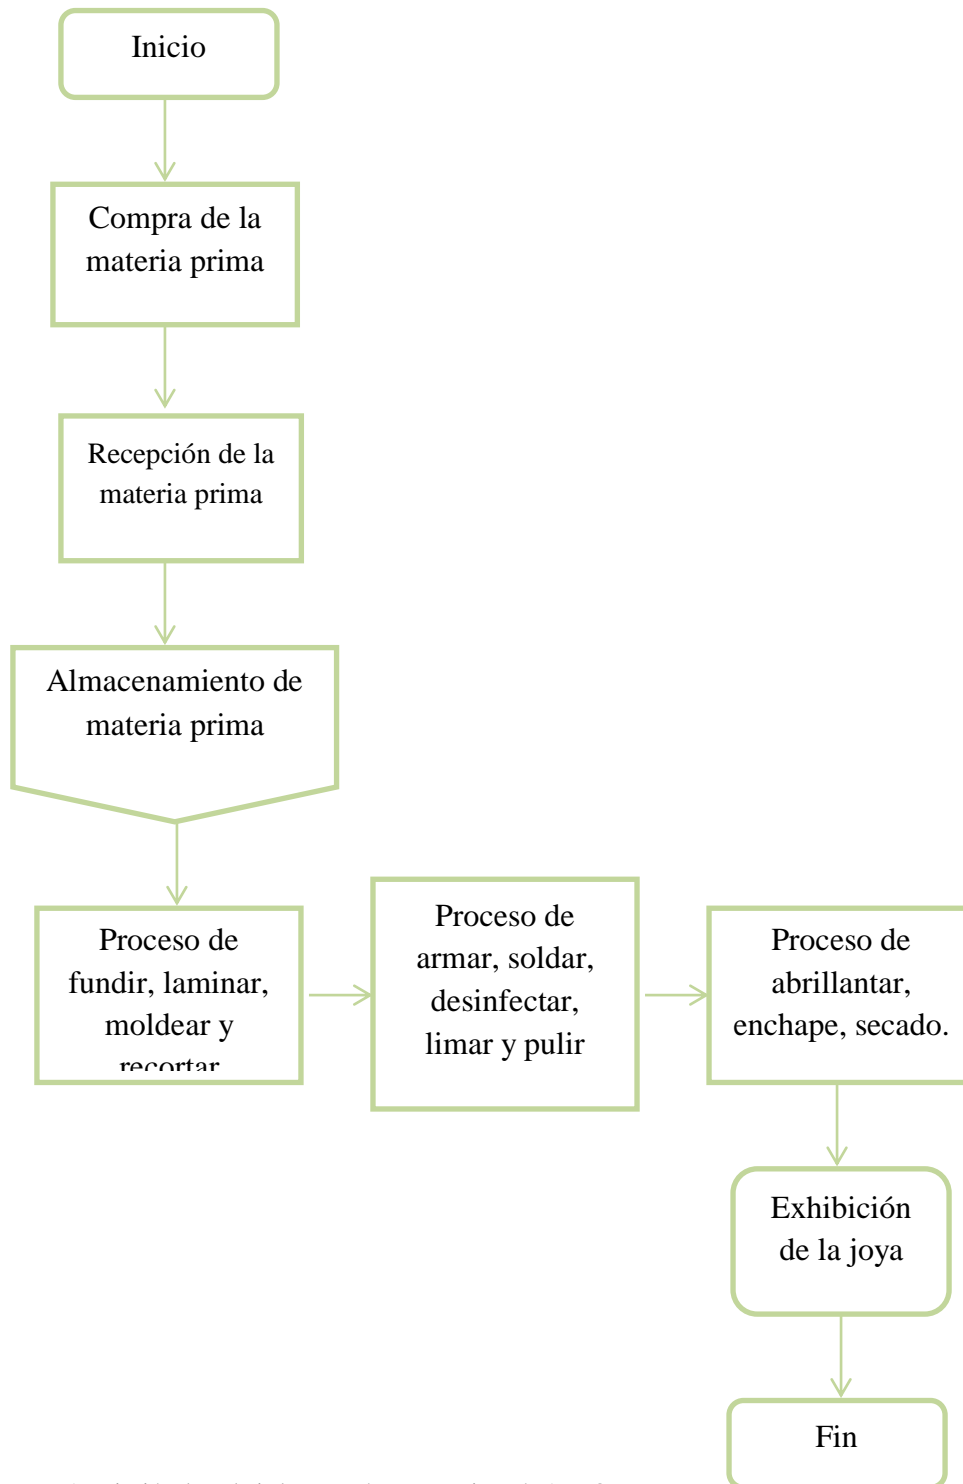 Inicio
Compra de la
materia prima
Recepción de la
materia prima
Almacenamiento de
materia prima
Proceso de
fundir, laminar,
moldear y
recortar
Proceso de
armar, soldar,
desinfectar,
limar y pulir
Proceso de
abrillantar,
enchape, secado.
Exhibición
de la joya
Fin